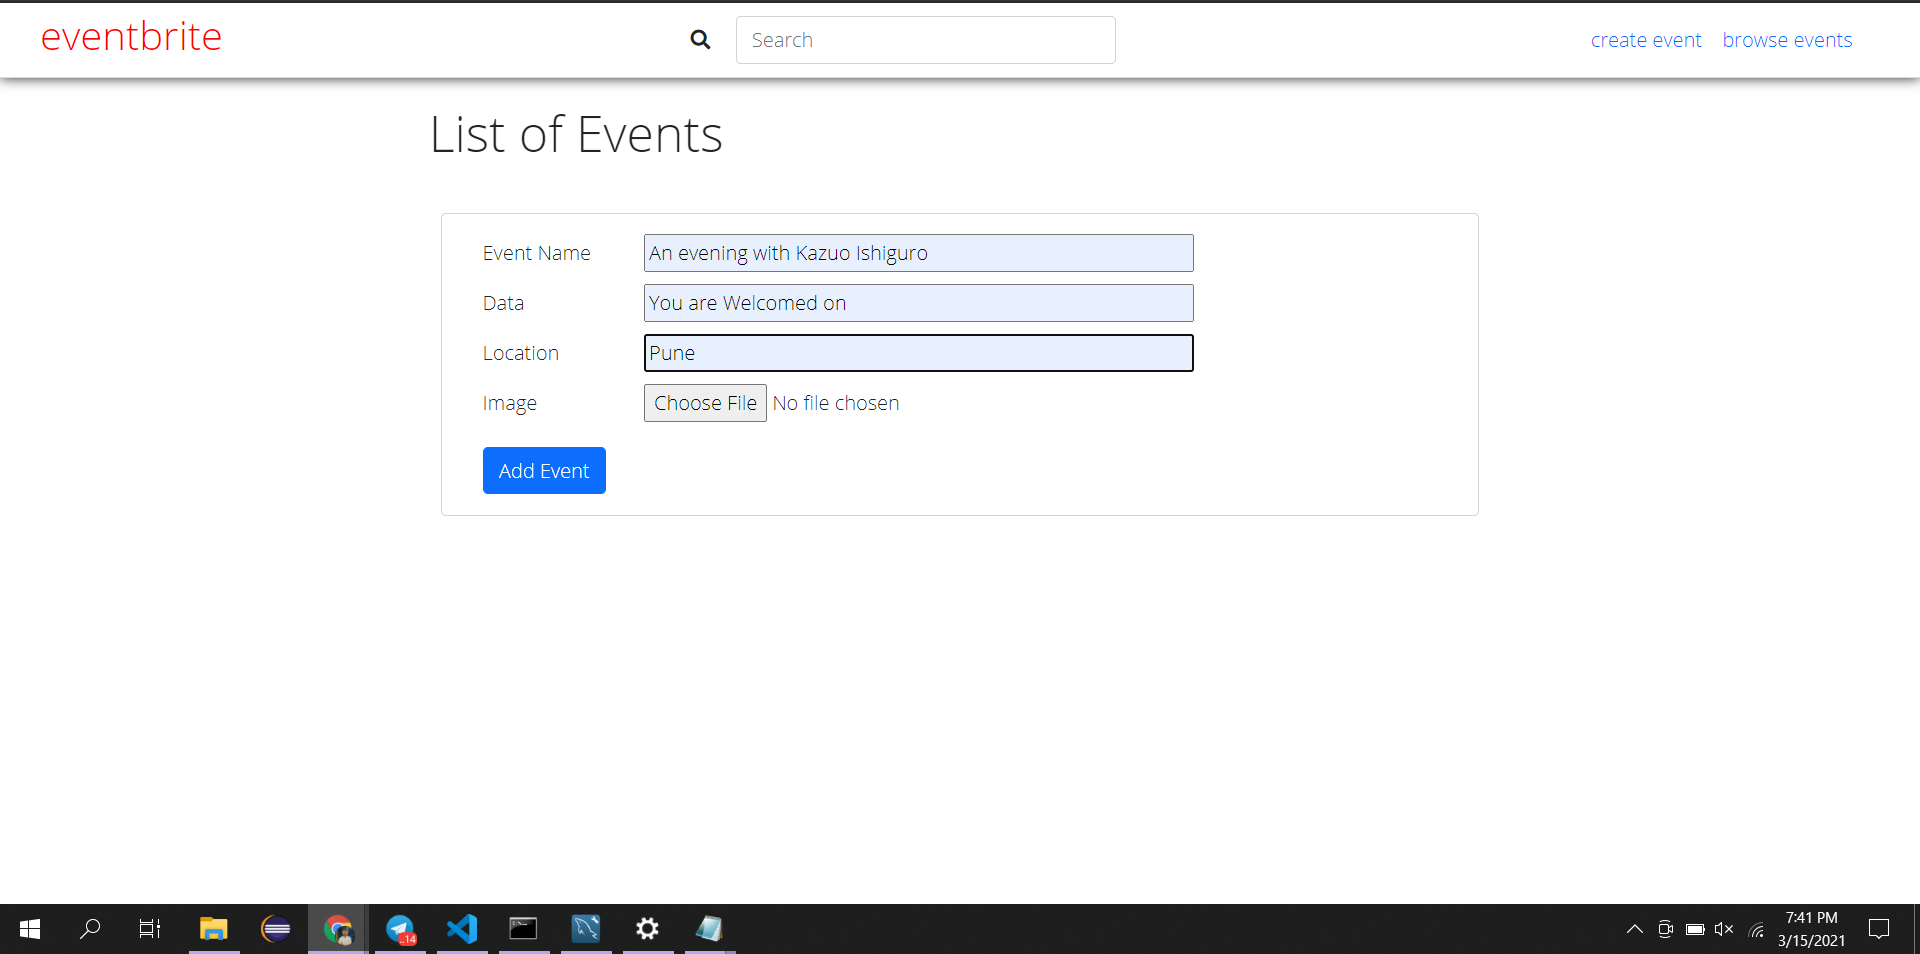 eventbrite
Search
create event browse events
List of Events
Event Name An evening with Kazuo Ishiguro
Data You are Welcomed on
Location Pune
Image Choose File No file chosen
Add Event
..14
7:41 PM
3/15/2021